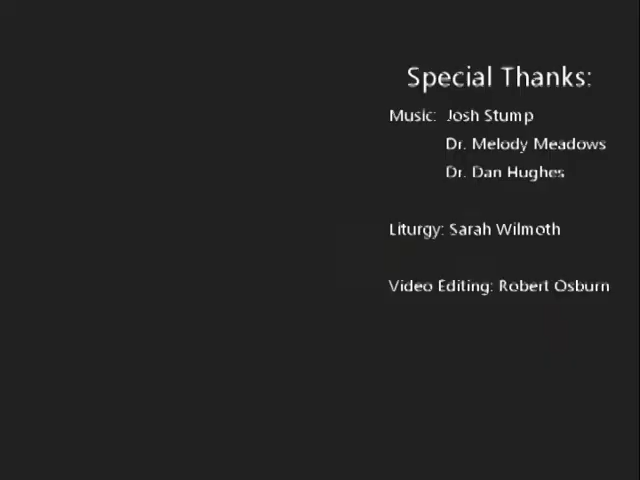 Special Thanks:
Music: Josh Stump
Dr. Melody Meadows
Dr. Dan Hughes
Liturgy: Sarah Wilmoth
Video Editing: Robert Osburn